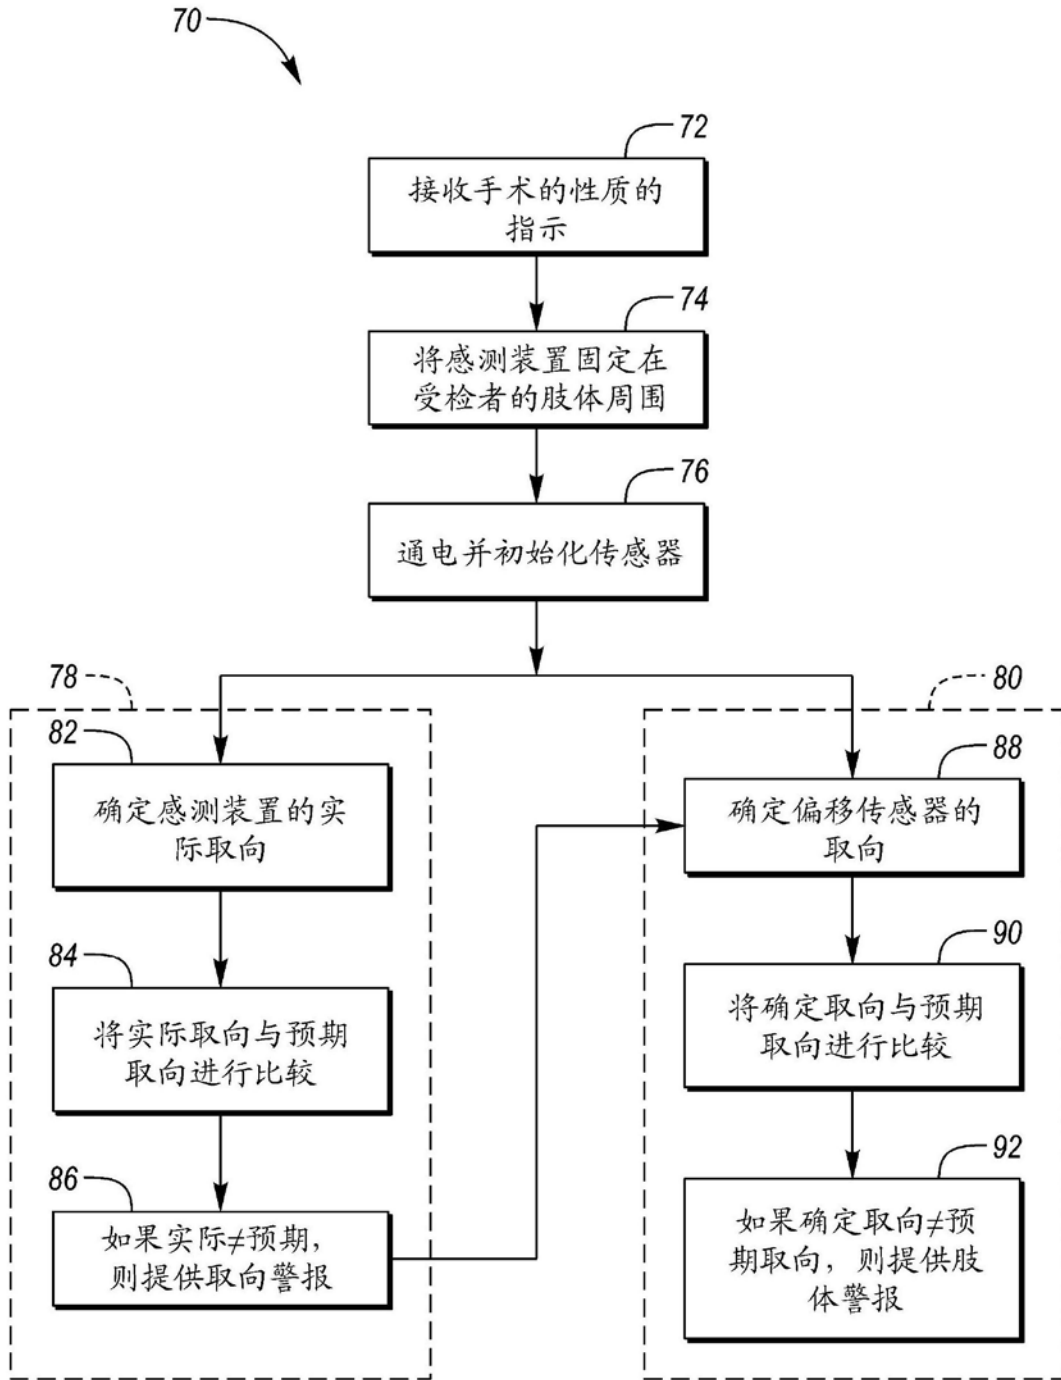 70
72
接收手术的性质的
指示
74
将感测装置固定在
受检者的肢体周围
76
通电并初始化传感器
78
82
确定感测装置的实
际取向
84
将实际取向与预期
取向进行比较
86
如果实际≠预期，
则提供取向警报
80
88
确定偏移传感器的
取向
90
将确定取向与预期
取向进行比较
92
如果确定取向≠预
期取向，则提供肢
体警报